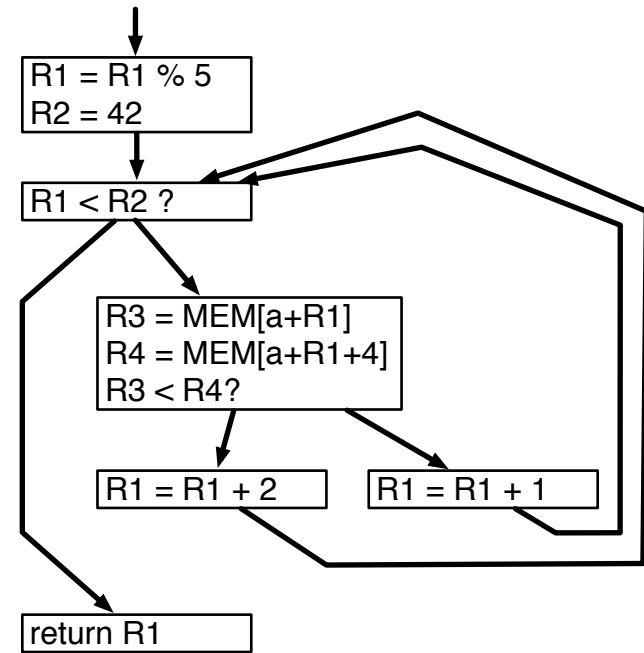 R1 = R1 % 5
R2 = 42
R1 < R2 ?
R3 = MEM[a+R1]
R4 = MEM[a+R1+4]
R3 < R4?
R1 = R1 + 2
R1 = R1 + 1
return R1